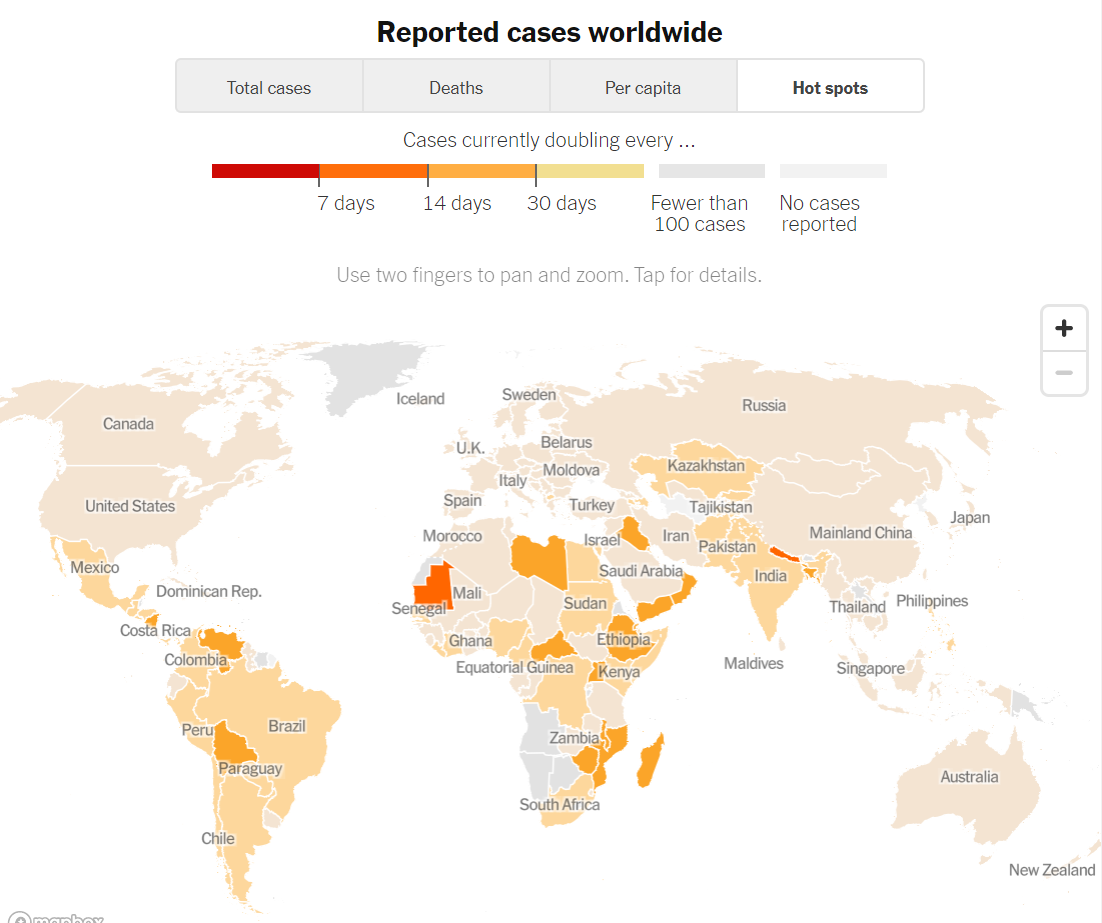 Reported cases worldwide
Total cases
Deaths
Per capita
Hot spots
Cases currently doubling every ...
7 days
14 days
30 days
Fewer than
100 cases
No cases
reported
Use two fingers to pan and zoom. Tap for details.
+
−
Iceland
Sweden
Russia
Canada
U.K.
Belarus
Moldova
Kazakhstan
Italy
United States
Spain
Turkey
Tajikistan
Japan
Morocco
Israel
Iran
Mainland China
Pakistan
Mexico
Saudi Arabia
India
Dominican Rep.
Mali
Senegal
Sudan
Thailand
Philippines
Costa Rica
Ghana
Ethiopia
Colombia
Equatorial Guinea
Kenya
Maldives
Singapore
Peru
Brazil
Zambia
Paraguay
Australia
South Africa
Chile
New Zealand
mapbox